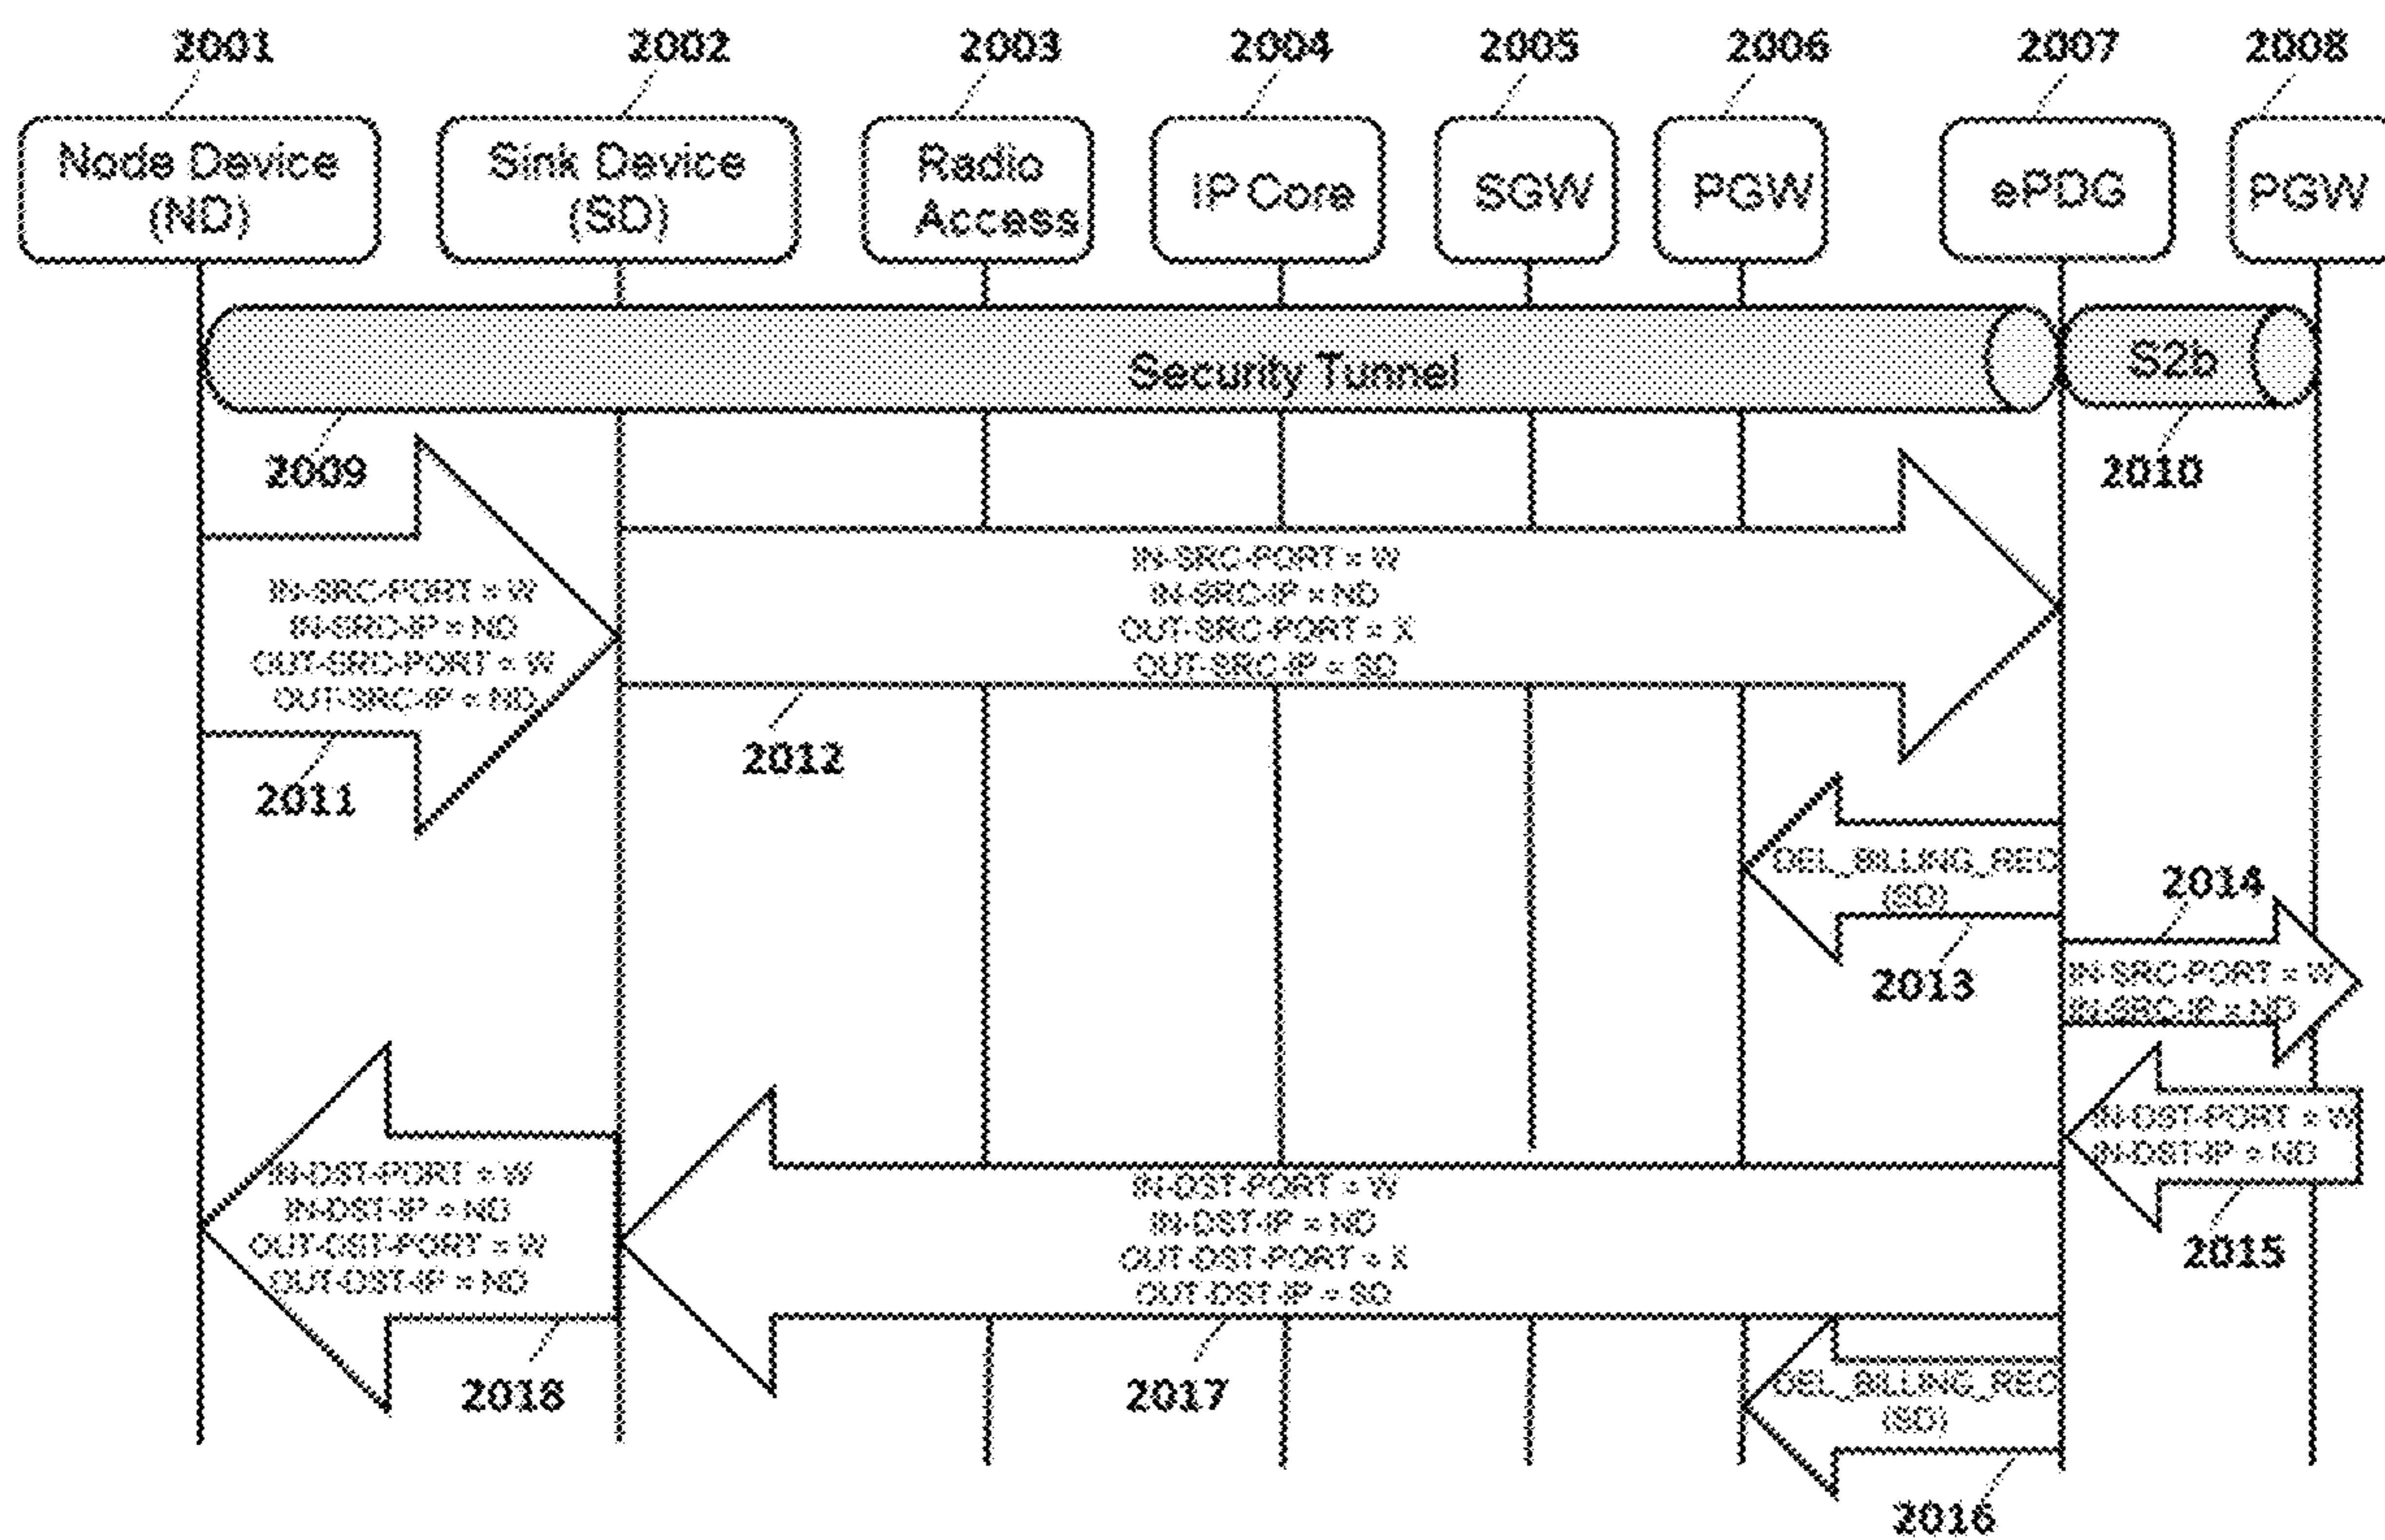 2001 2002 2003 2004 2005 2006 2007 2008
Node Device
(ND)
Sink Device
(SD)
Radio
Access
IP Core
SGW
PGW
ePDG
PGW
Security Tunnel
S2b
2009
2010
IN-SRC-PORT = W
IN-SRC-IP = ND
OUT-SRC-PORT = W
OUT-SRC-IP = ND
2011
IN-SRC-PORT = W
IN-SRC-IP = ND
OUT-SRC-PORT = X
OUT-SRC-IP = SD
2012
DEL_BILLING_REC
(SD)
2013
2014
IN-SRC-PORT = W
IN-SRC-IP = ND
IN-DST-PORT = W
IN-DST-IP = ND
2015
IN-DST-PORT = W
IN-DST-IP = ND
OUT-DST-PORT = X
OUT-DST-IP = SD
2017
IN-DST-PORT = W
IN-DST-IP = ND
OUT-DST-PORT = W
OUT-DST-IP = ND
2018
DEL_BILLING_REC
(SD)
2016